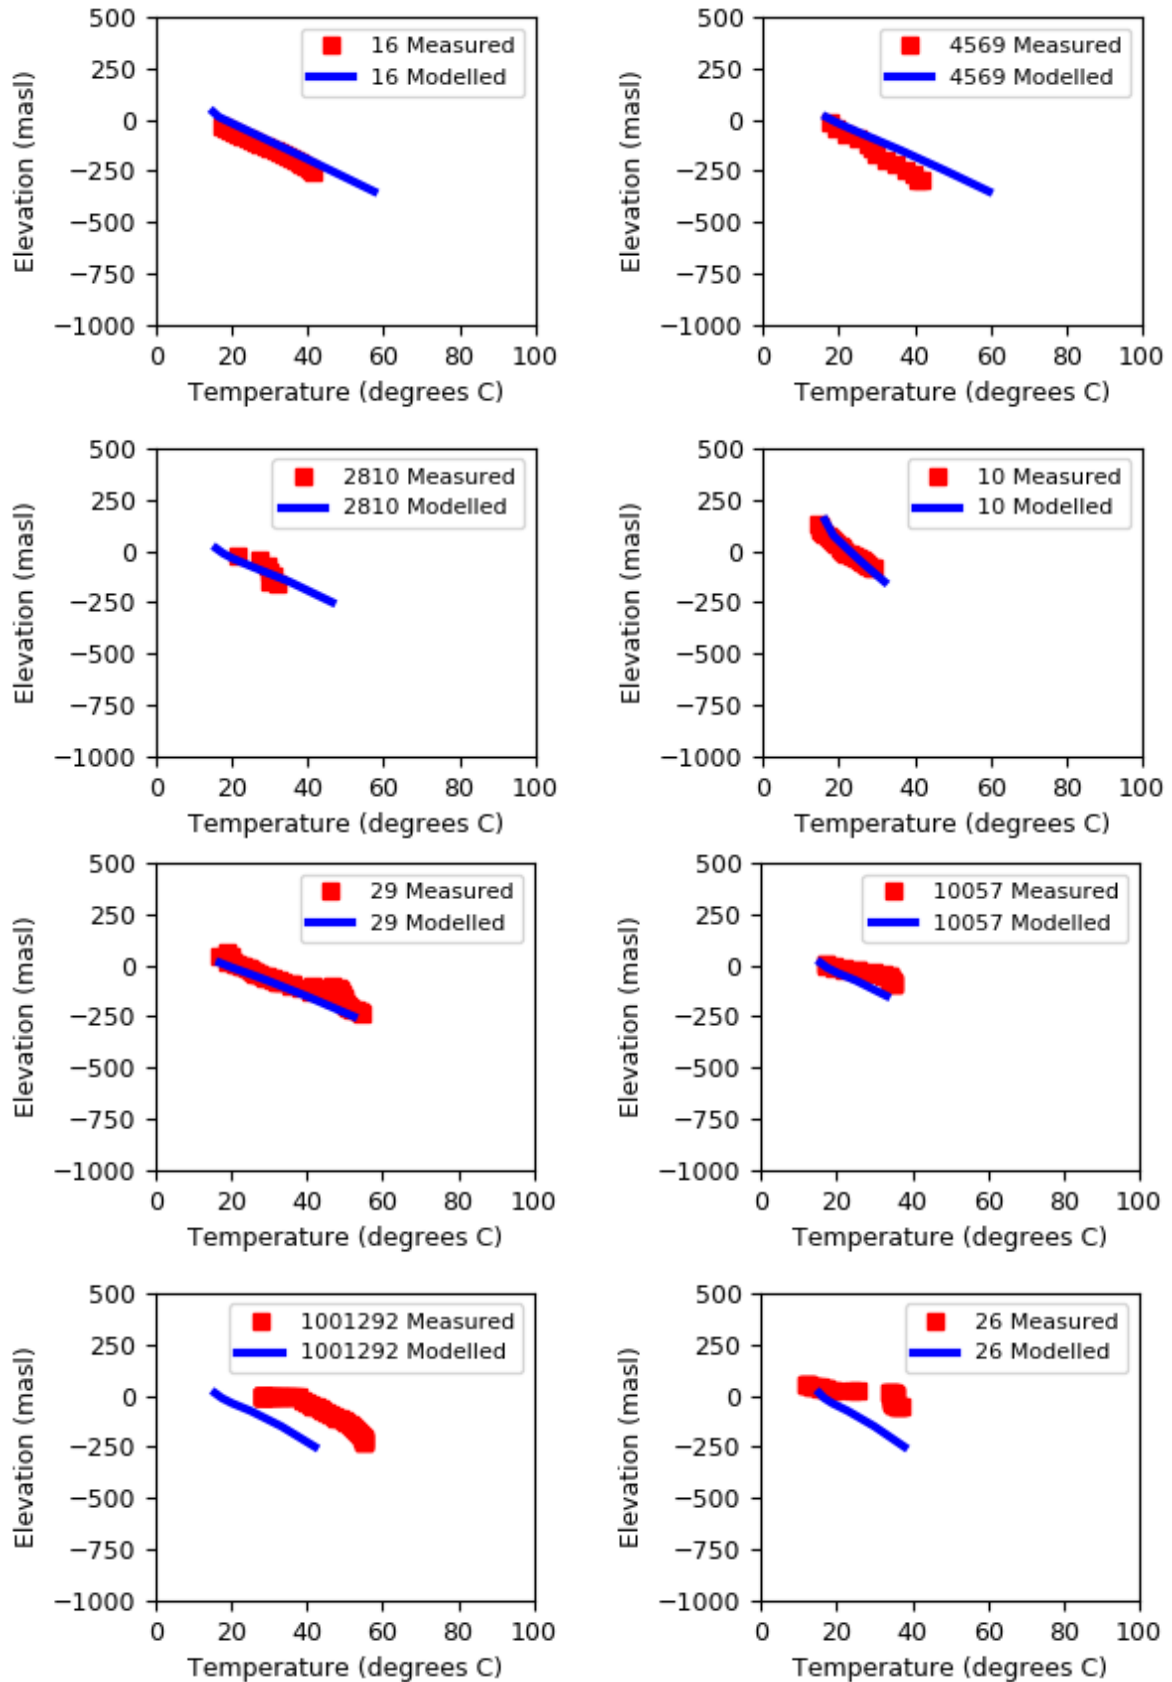 500
250
0
−250
−500
−750
−1000
0 20 40 60 80 100
Elevation (masl)
Temperature (degrees C)
16 Measured
16 Modelled
500
250
0
−250
−500
−750
−1000
0 20 40 60 80 100
Elevation (masl)
Temperature (degrees C)
4569 Measured
4569 Modelled
500
250
0
−250
−500
−750
−1000
0 20 40 60 80 100
Elevation (masl)
Temperature (degrees C)
2810 Measured
2810 Modelled
500
250
0
−250
−500
−750
−1000
0 20 40 60 80 100
Elevation (masl)
Temperature (degrees C)
10 Measured
10 Modelled
500
250
0
−250
−500
−750
−1000
0 20 40 60 80 100
Elevation (masl)
Temperature (degrees C)
29 Measured
29 Modelled
500
250
0
−250
−500
−750
−1000
0 20 40 60 80 100
Elevation (masl)
Temperature (degrees C)
10057 Measured
10057 Modelled
500
250
0
−250
−500
−750
−1000
0 20 40 60 80 100
Elevation (masl)
Temperature (degrees C)
1001292 Measured
1001292 Modelled
500
250
0
−250
−500
−750
−1000
0 20 40 60 80 100
Elevation (masl)
Temperature (degrees C)
26 Measured
26 Modelled